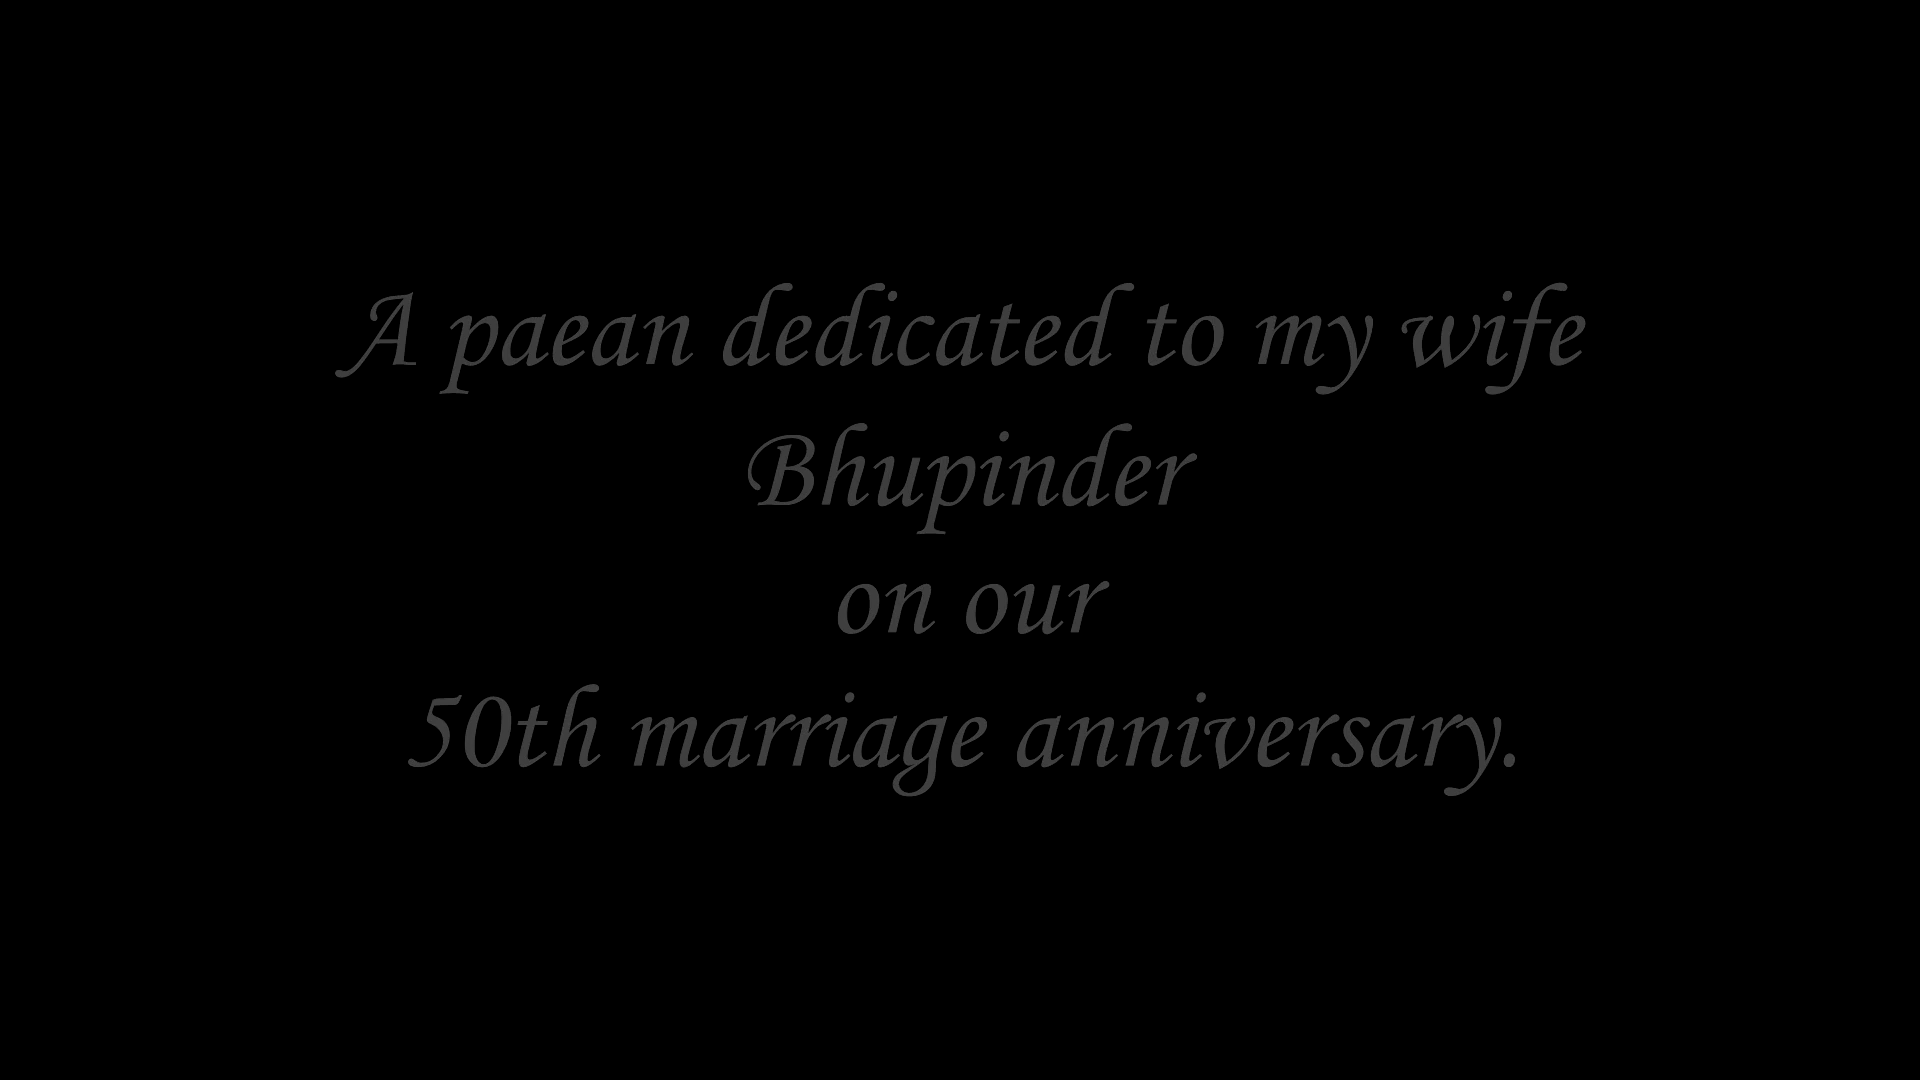 A paean dedicated to my wife
Bhupinder
on our
50th marriage anniversary.